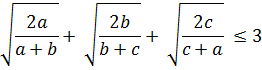 √(2a/(a + b)) + √(2b/(b + c)) + √(2c/(c + a)) ≤ 3